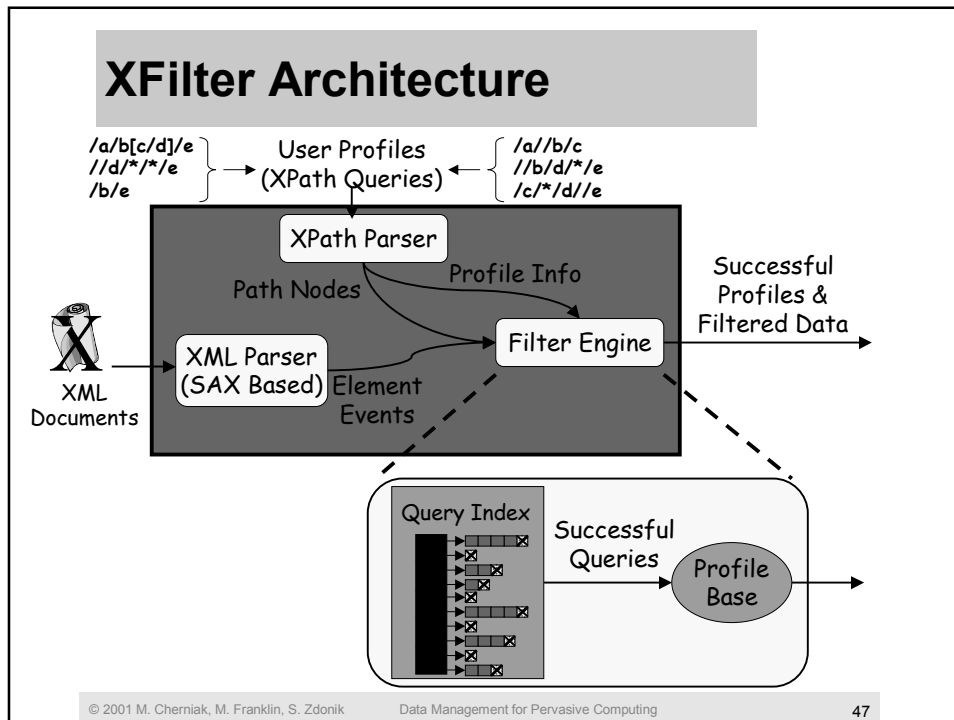 XFilter Architecture
/a/b[c/d]/e
//d/*/*/e
/b/e
User Profiles
(XPath Queries)
/a//b/c
//b/d/*/e
/c/*/d//e
XPath Parser
Path Nodes
Profile Info
Successful
Profiles &
Filtered Data
X
XML
Documents
XML Parser
(SAX Based)
Element
Events
Filter Engine
Query Index
Successful
Queries
Profile
Base
© 2001 M. Cherniak, M. Franklin, S. Zdonik
Data Management for Pervasive Computing
47